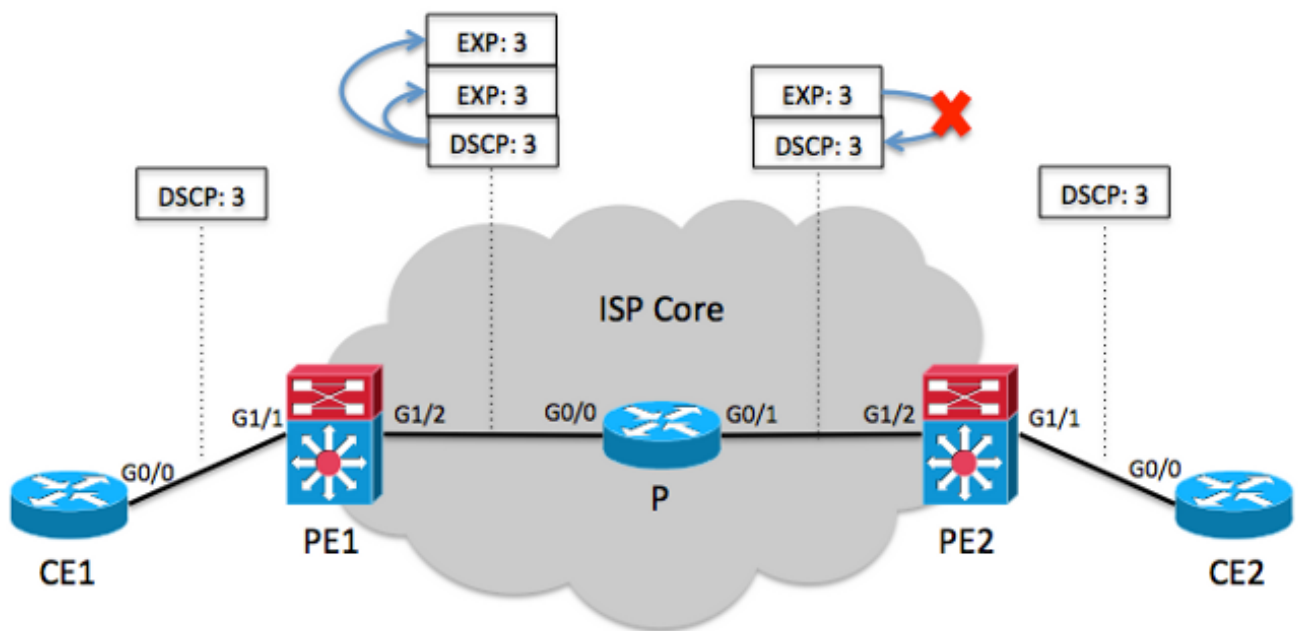 EXP: 3
EXP: 3
DSCP: 3
EXP: 3
DSCP: 3
DSCP: 3
DSCP: 3
ISP Core
G1/1
G1/2
G0/0
G0/1
G1/2
G1/1
G0/0
G0/0
CE1
PE1
P
PE2
CE2